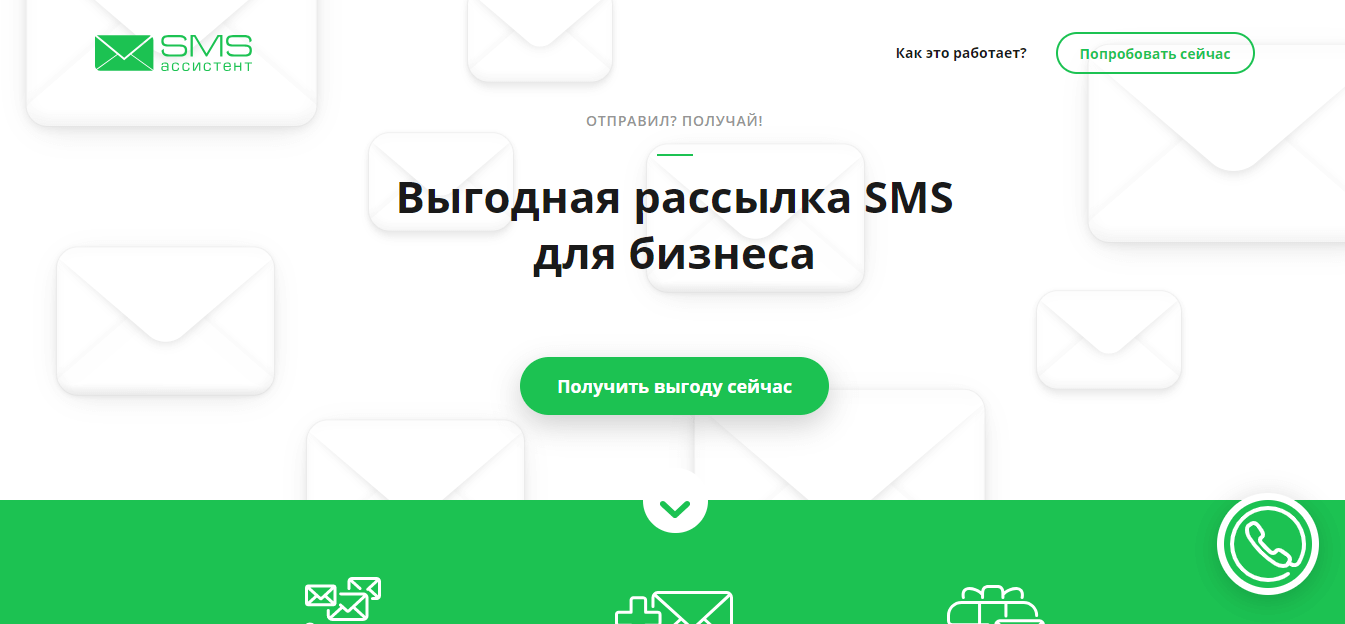 SMS
ассистент
Как это работает?
Попробовать сейчас
ОТПРАВИЛ? ПОЛУЧАЙ!
Выгодная рассылка SMS
для бизнеса
Получить выгоду сейчас